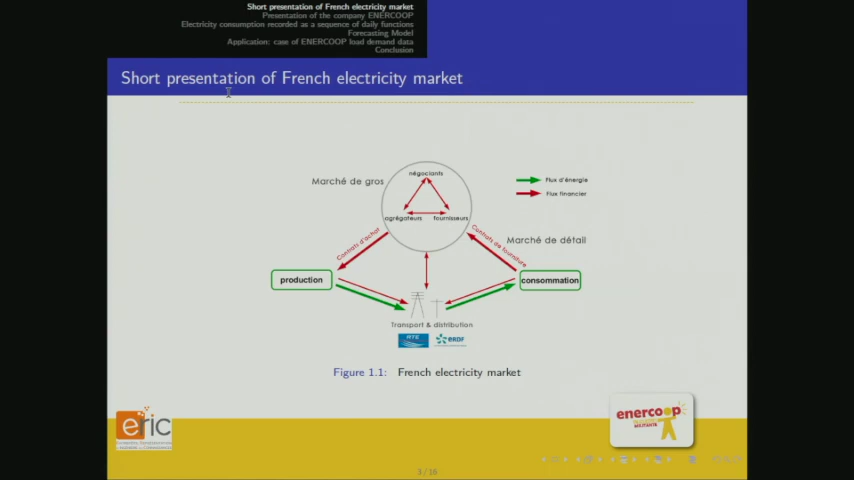 Short presentation of French electricity market
Presentation of the company ENERCOOP
Electricity consumption recorded as a sequence of daily functions
Forecasting Model
Application: case of ENERCOOP load demand data
Conclusion
Short presentation of French electricity market
négociants
Marché de gros
Flux d'énergie
Flux financier
agrégateurs
fournisseurs
Contrats d'achat
Contrats de fourniture
Marché de détail
production
consommation
Transport & distribution
RTE
ERDF
Figure 1.1: French electricity market
eric
enercoop
3 / 16